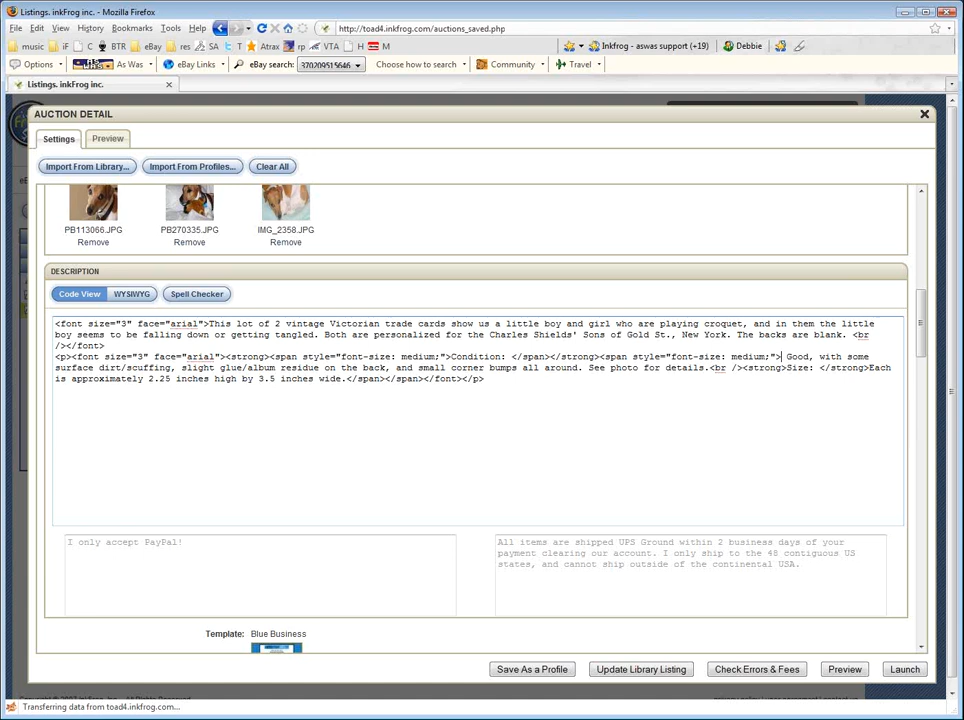 Listings. inkFrog inc. - Mozilla Firefox
File Edit View History Bookmarks Tools Help http://toad4.inkfrog.com/auctions_saved.php
music iF C BTR eBay res SA Atrax rp VTA H M Inkfrog - aswas support (+19) Debbie
Options As Was eBay Links eBay search: 370209515646 Choose how to search Community Travel
Listings. inkFrog inc.
AUCTION DETAIL
Settings Preview
Import From Library... Import From Profiles... Clear All
PB113066.JPG PB270335.JPG IMG_2358.JPG
Remove Remove Remove
DESCRIPTION
Code View WYSIWYG Spell Checker
<font size="3" face="arial">This lot of 2 vintage Victorian trade cards show us a little boy and girl who are playing croquet, and in them the little
boy seems to be falling down or getting tangled. Both are personalized for the Charles Shields' Sons of Gold St., New York. The backs are blank. <br
/></font>
<p><font size="3" face="arial"><strong><span style="font-size: medium;">Condition: </span></strong><span style="font-size: medium;"> Good, with some
surface dirt/scuffing, slight glue/album residue on the back, and small corner bumps all around. See photo for details.<br /><strong>Size: </strong>Each
is approximately 2.25 inches high by 3.5 inches wide.</span></span></font></p>
I only accept PayPal!
All items are shipped UPS Ground within 2 business days of your
payment clearing our account. I only ship to the 48 contiguous US
states, and cannot ship outside of the continental USA.
Template: Blue Business
Save As a Profile Update Library Listing Check Errors & Fees Preview Launch
Transferring data from toad4.inkfrog.com...